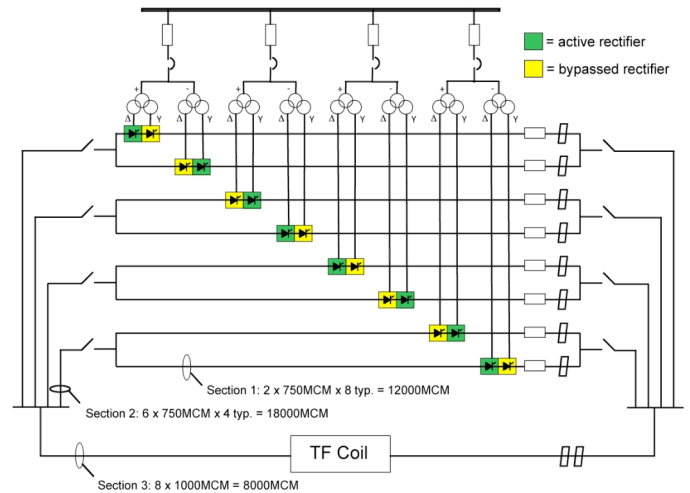 = active rectifier
= bypassed rectifier
+ - + - + - + -
Δ Y Δ Y Δ Y Δ Y Δ Y Δ Y Δ Y Δ Y
Section 1: 2 x 750MCM x 8 typ. = 12000MCM
Section 2: 6 x 750MCM x 4 typ. = 18000MCM
TF Coil
Section 3: 8 x 1000MCM = 8000MCM